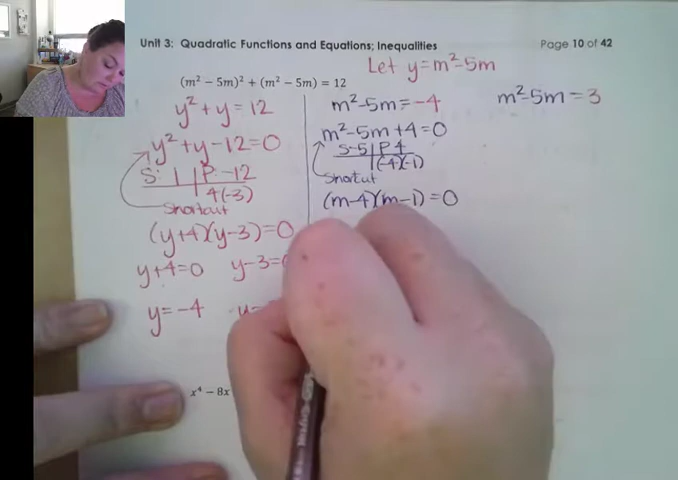 Unit 3: Quadratic Functions and Equations; Inequalities
Page 10 of 42
Let y = m² - 5m
(m² − 5m)² + (m² − 5m) = 12
y² + y = 12
y² + y - 12 = 0
S: 1 | P: -12
4(-3)
Shortcut
(y+4)(y-3) = 0
y+4=0 y-3=
y = -4
m² - 5m = -4
m² - 5m + 4 = 0
S -5 | P 4
(-4)(-1)
Shortcut
(m-4)(m-1) = 0
m² - 5m = 3
x⁴ − 8x